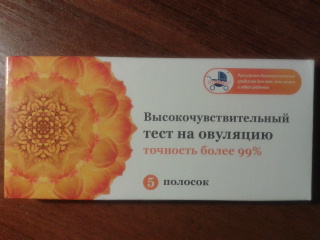 Высокочувствительный
тест на овуляцию
точность более 99%
5 полосок